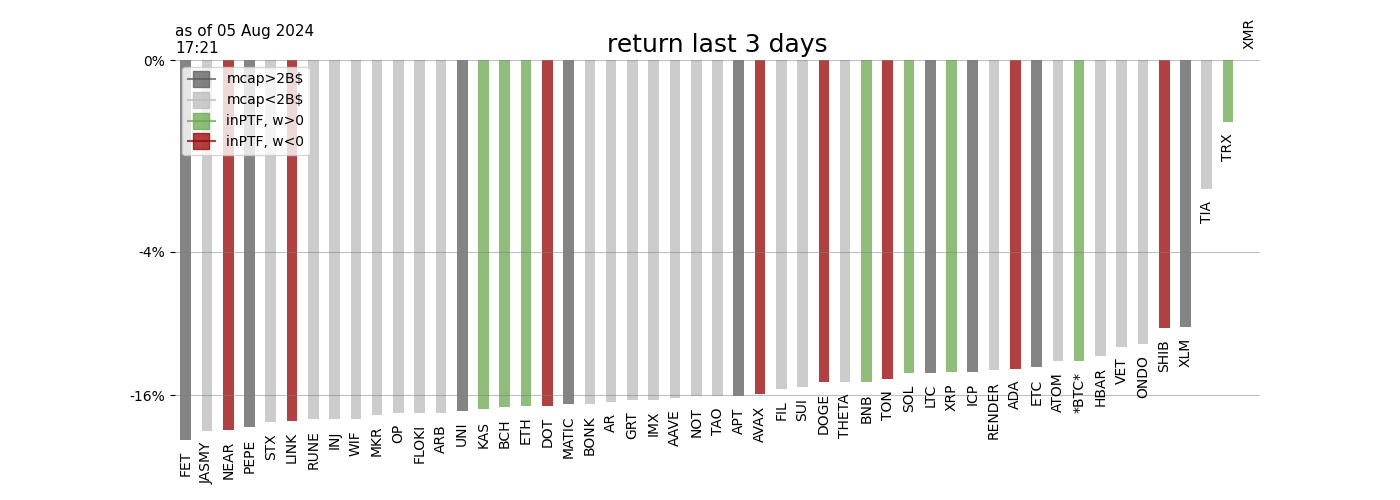 as of 05 Aug 2024
17:21
return last 3 days
XMR
0%
-4%
-16%
mcap>2B$
mcap<2B$
inPTF, w>0
inPTF, w<0
FET
JASMY
NEAR
PEPE
STX
LINK
RUNE
INJ
WIF
MKR
OP
FLOKI
ARB
UNI
KAS
BCH
ETH
DOT
MATIC
BONK
AR
GRT
IMX
AAVE
NOT
TAO
APT
AVAX
FIL
SUI
DOGE
THETA
BNB
TON
SOL
LTC
XRP
ICP
RENDER
ADA
ETC
ATOM
*BTC*
HBAR
VET
ONDO
SHIB
XLM
TIA
TRX